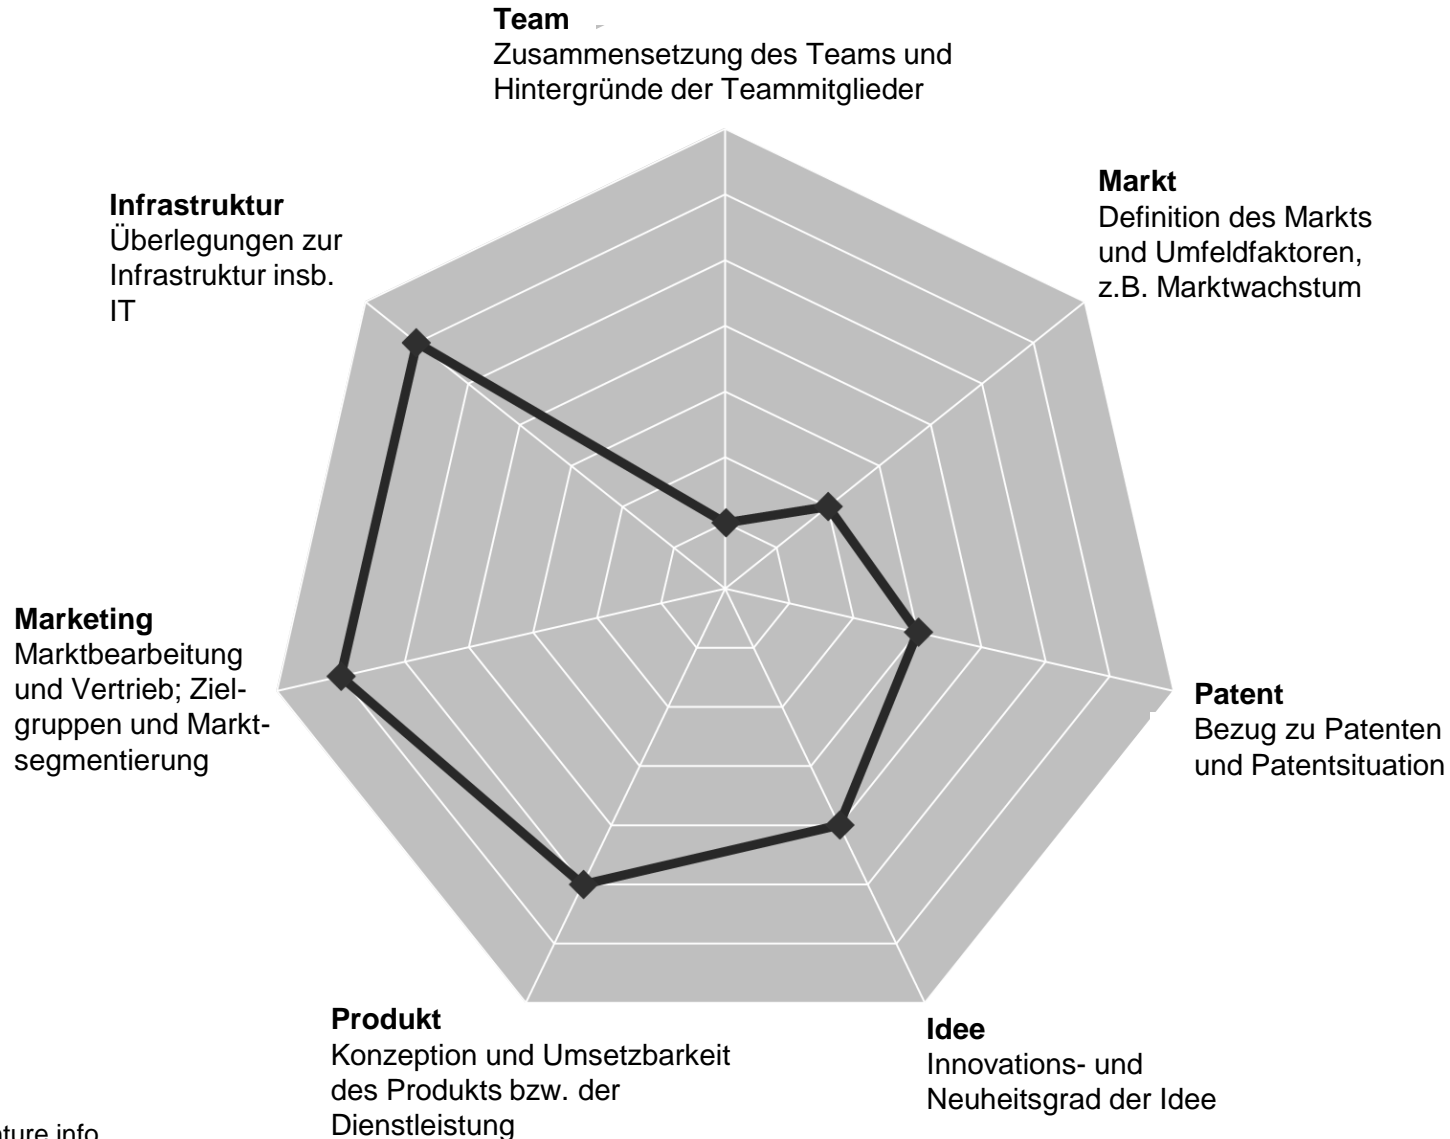 Team
Zusammensetzung des Teams und
Hintergründe der Teammitglieder
Markt
Definition des Markts
und Umfeldfaktoren,
z.B. Marktwachstum
Infrastruktur
Überlegungen zur
Infrastruktur insb.
IT
Marketing
Marktbearbeitung
und Vertrieb; Ziel-
gruppen und Markt-
segmentierung
Patent
Bezug zu Patenten
und Patentsituation
Produkt
Konzeption und Umsetzbarkeit
des Produkts bzw. der
Dienstleistung
Idee
Innovations- und
Neuheitsgrad der Idee
info